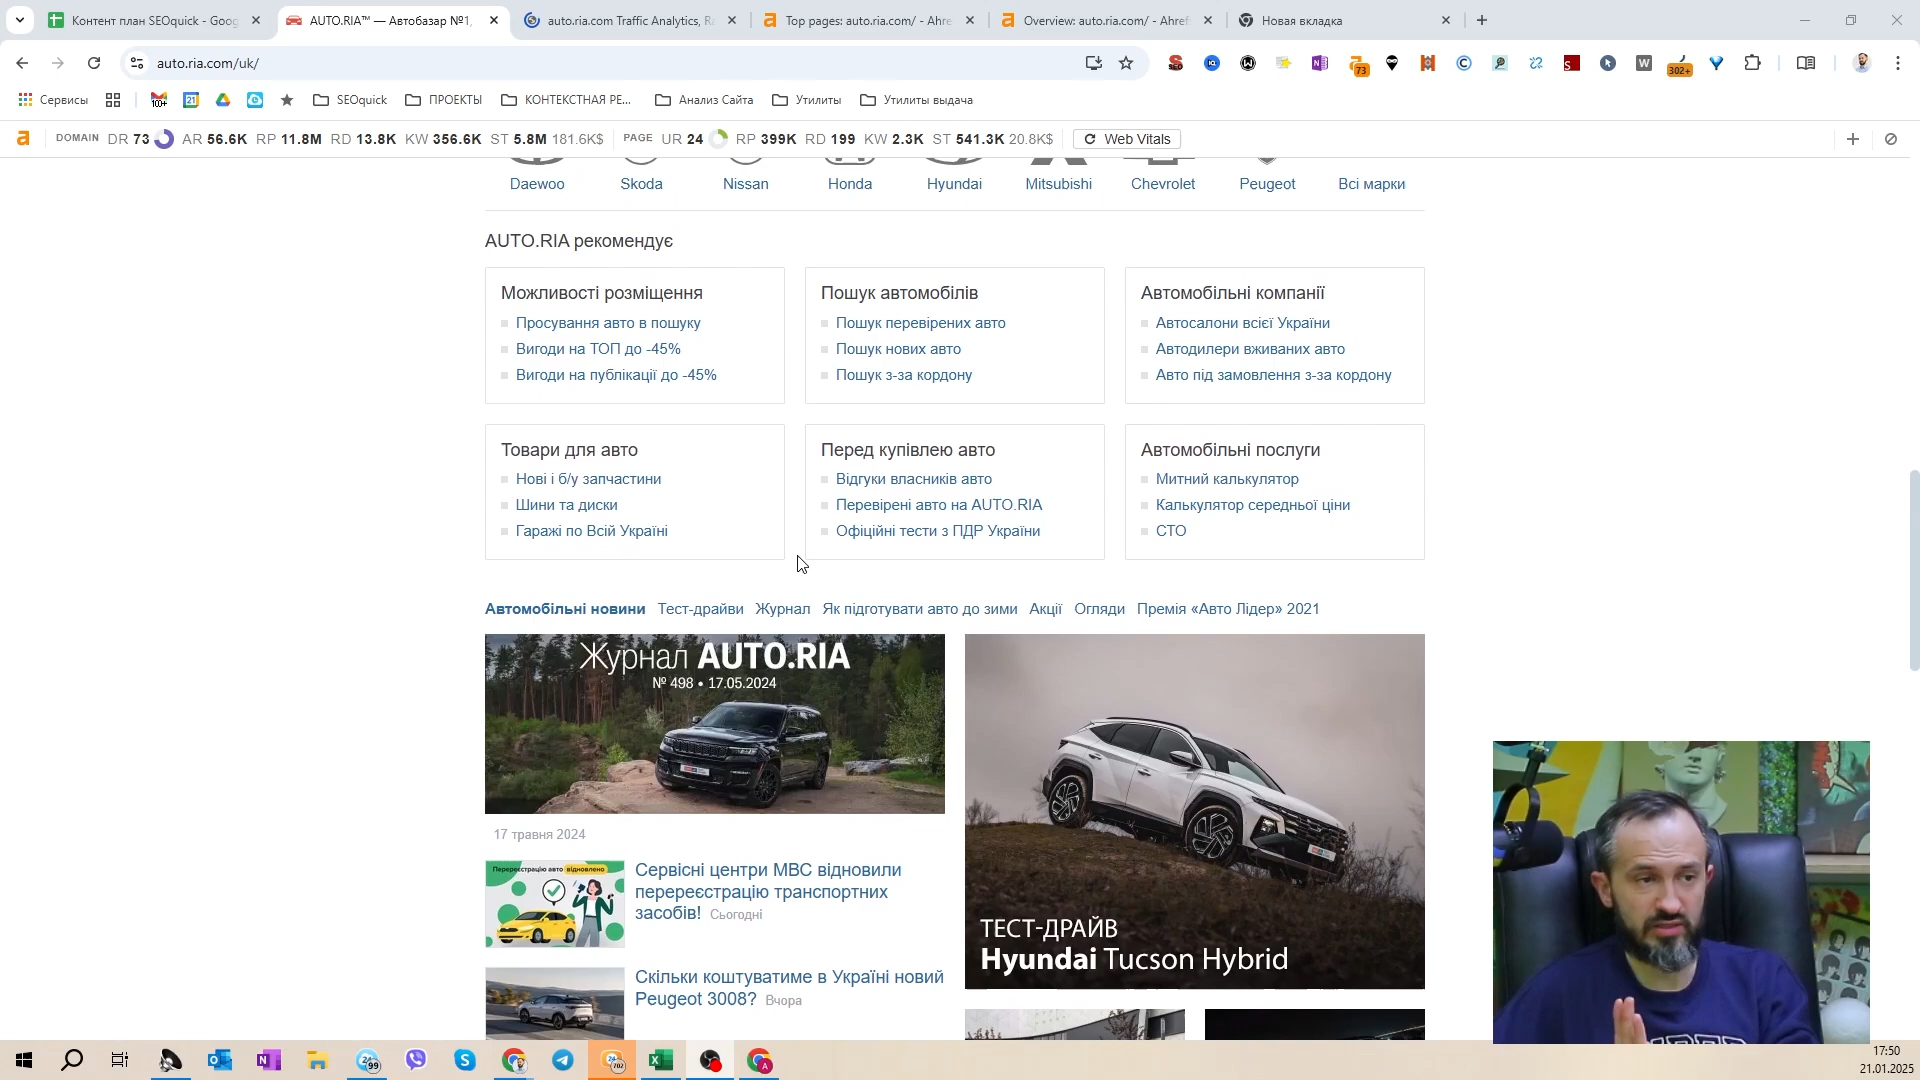 Контент план SEOquick - Goog
AUTO.RIA™ — Автобазар №1,
auto.ria.com Traffic Analytics, Ra
Top pages: auto.ria.com/ - Ahre
Overview: auto.ria.com/ - Ahref
Новая вкладка
auto.ria.com/uk/
73
302+
Сервисы
SEOquick
ПРОЕКТЫ
КОНТЕКСТНАЯ РЕ...
Анализ Сайта
Утилиты
Утилиты выдача
DOMAIN DR 73 AR 56.6K RP 11.8M RD 13.8K KW 356.6K ST 5.8M 181.6K$ PAGE UR 24 RP 399K RD 199 KW 2.3K ST 541.3K 20.8K$ Web Vitals
Daewoo Skoda Nissan Honda Hyundai Mitsubishi Chevrolet Peugeot Всі марки
AUTO.RIA рекомендує
Можливості розміщення
Просування авто в пошуку
Вигоди на ТОП до -45%
Вигоди на публікації до -45%
Пошук автомобілів
Пошук перевірених авто
Пошук нових авто
Пошук з-за кордону
Автомобільні компанії
Автосалони всієї України
Автодилери вживаних авто
Авто під замовлення з-за кордону
Товари для авто
Нові і б/у запчастини
Шини та диски
Гаражі по Всій Україні
Перед купівлею авто
Відгуки власників авто
Перевірені авто на AUTO.RIA
Офіційні тести з ПДР України
Автомобільні послуги
Митний калькулятор
Калькулятор середньої ціни
СТО
Автомобільні новини Тест-драйви Журнал Як підготувати авто до зими Акції Огляди Премія «Авто Лідер» 2021
Журнал AUTO.RIA
№ 498 • 17.05.2024
17 травня 2024
Перереєстрацію авто відновлено
Сервісні центри МВС відновили
перереєстрацію транспортних
засобів! Сьогодні
Скільки коштуватиме в Україні новий
Peugeot 3008? Вчора
ТЕСТ-ДРАЙВ
Hyundai Tucson Hybrid
99
702
17:50
21.01.2025